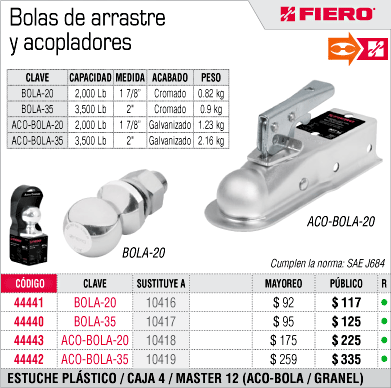 Bolas de arrastre
y acopladores
FIERO®
CLAVE CAPACIDAD MEDIDA ACABADO PESO
BOLA-20 2,000 Lb 1 7/8" Cromado 0.82 kg
BOLA-35 3,500 Lb 2" Cromado 0.9 kg
ACO-BOLA-20 2,000 Lb 1 7/8" Galvanizado 1.23 kg
ACO-BOLA-35 3,500 Lb 2" Galvanizado 2.16 kg
ACO-BOLA-20
BOLA-20
Cumplen la norma: SAE J684
CÓDIGO CLAVE SUSTITUYE A MAYOREO PÚBLICO R
44441 BOLA-20 10416 $ 92 $ 117
44440 BOLA-35 10417 $ 95 $ 125
44443 ACO-BOLA-20 10418 $ 175 $ 225
44442 ACO-BOLA-35 10419 $ 259 $ 335
ESTUCHE PLÁSTICO / CAJA 4 / MASTER 12 (ACO-BOLA / GRANEL)